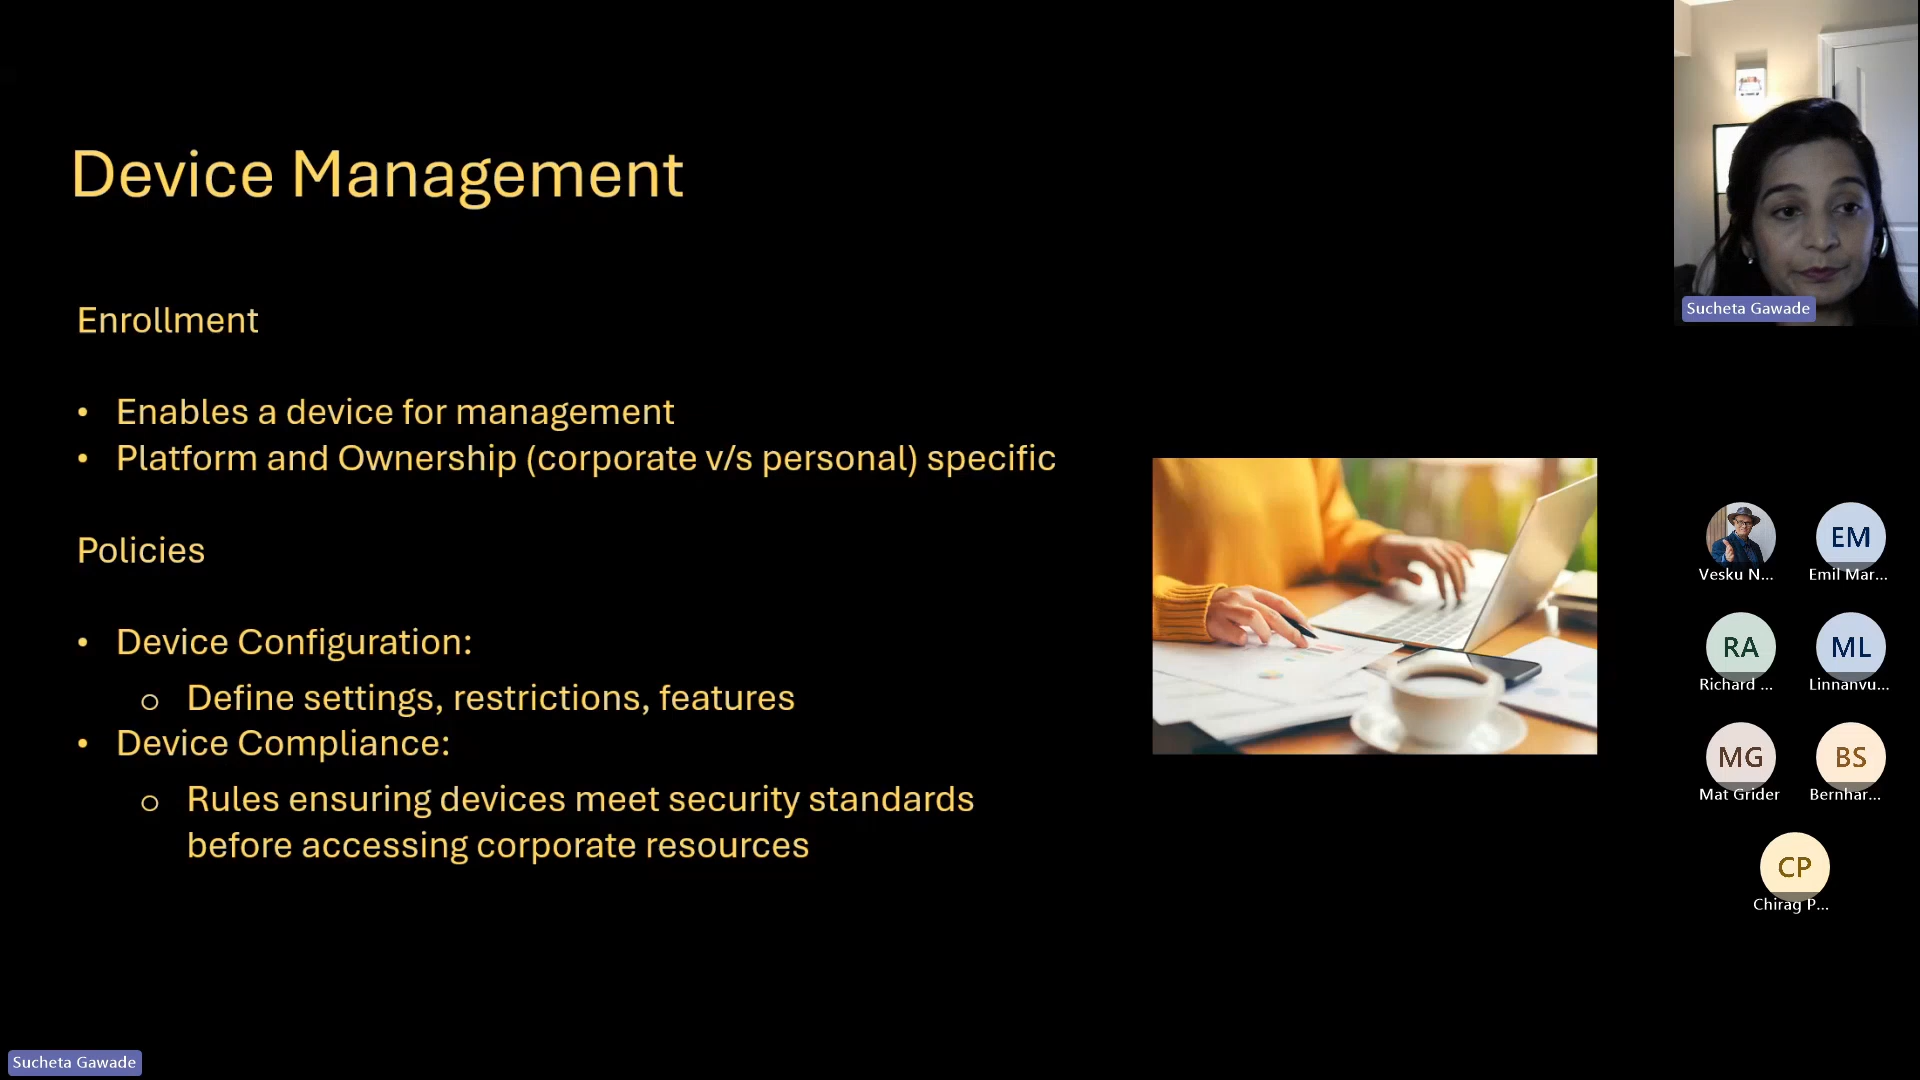 Device Management
Enrollment
• Enables a device for management
• Platform and Ownership (corporate v/s personal) specific
Policies
• Device Configuration:
o Define settings, restrictions, features
• Device Compliance:
o Rules ensuring devices meet security standards
before accessing corporate resources
Sucheta Gawade
Vesku N...
EM
Emil Mar...
RA
Richard ...
ML
Linnanvu...
MG
Mat Grider
BS
Bernhar...
CP
Chirag P...
Sucheta Gawade